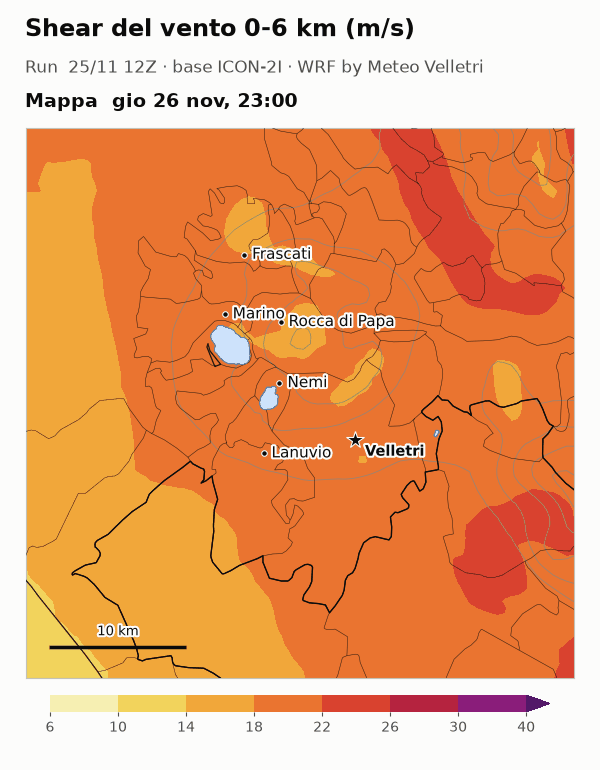 Shear del vento 0-6 km (m/s)
Run  25/11 12Z · base ICON-2I · WRF by Meteo Velletri
Mappa  gio 26 nov, 23:00
Frascati
Marino
Rocca di Papa
Nemi
Velletri
Lanuvio
10 km
6 10 14 18 22 26 30 40